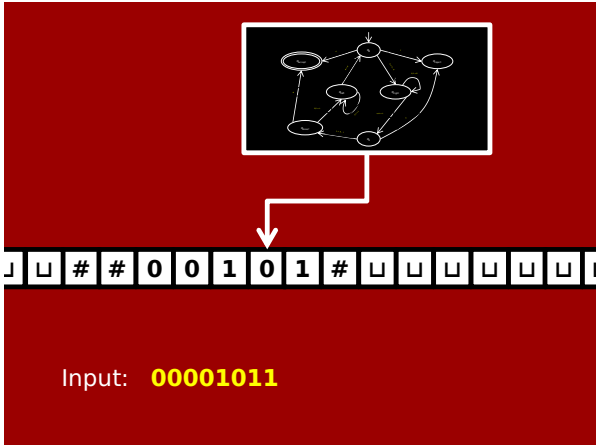 ⊔ ⊔ # # 0 0 1 0 1 # ⊔ ⊔ ⊔ ⊔ ⊔ ⊔
Input: 00001011